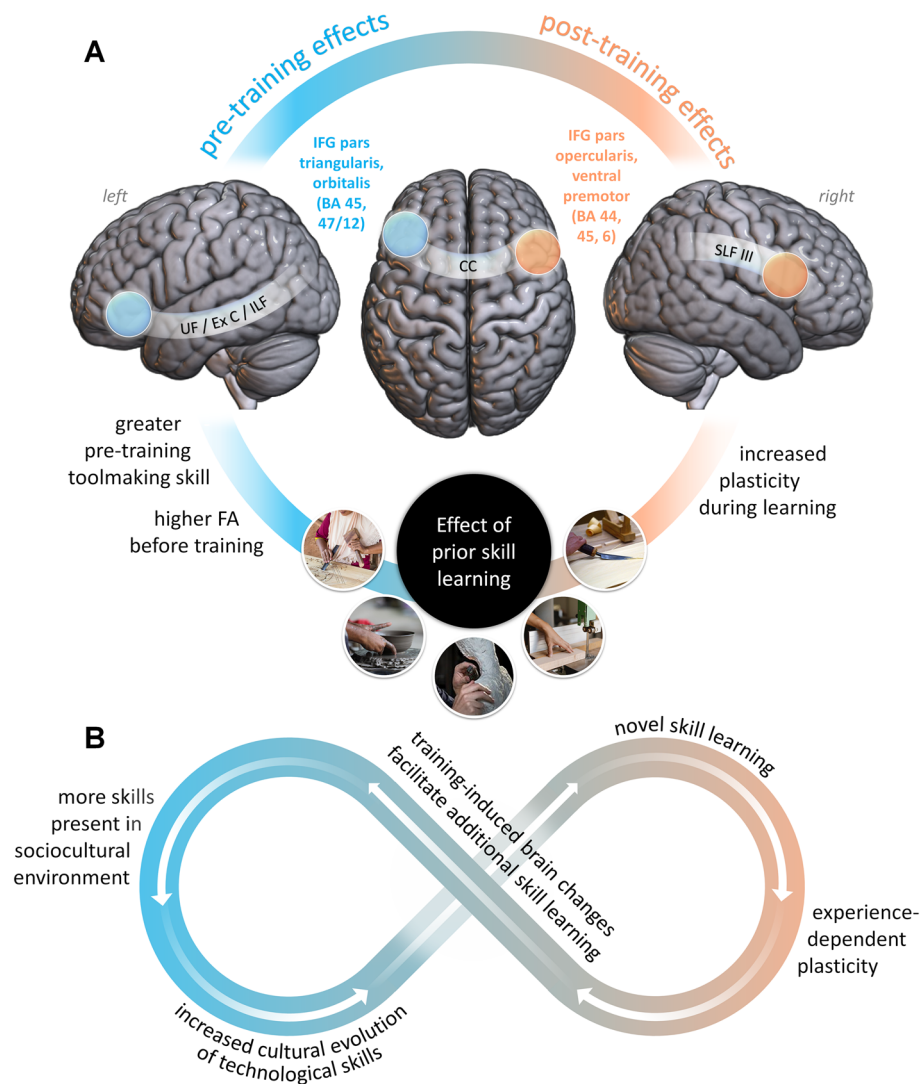 A
pre-training effects
post-training effects
IFG pars
triangularis,
orbitalis
(BA 45,
47/12)
IFG pars
opercularis,
ventral
premotor
(BA 44,
45, 6)
left
right
UF / Ex C / ILF
CC
SLF III
greater
pre-training
toolmaking skill
higher FA
before training
increased
plasticity
during learning
Effect of
prior skill
learning
B
more skills
present in
sociocultural
environment
increased cultural evolution
of technological skills
training-induced brain changes
facilitate additional skill learning
novel skill learning
experience-
dependent
plasticity